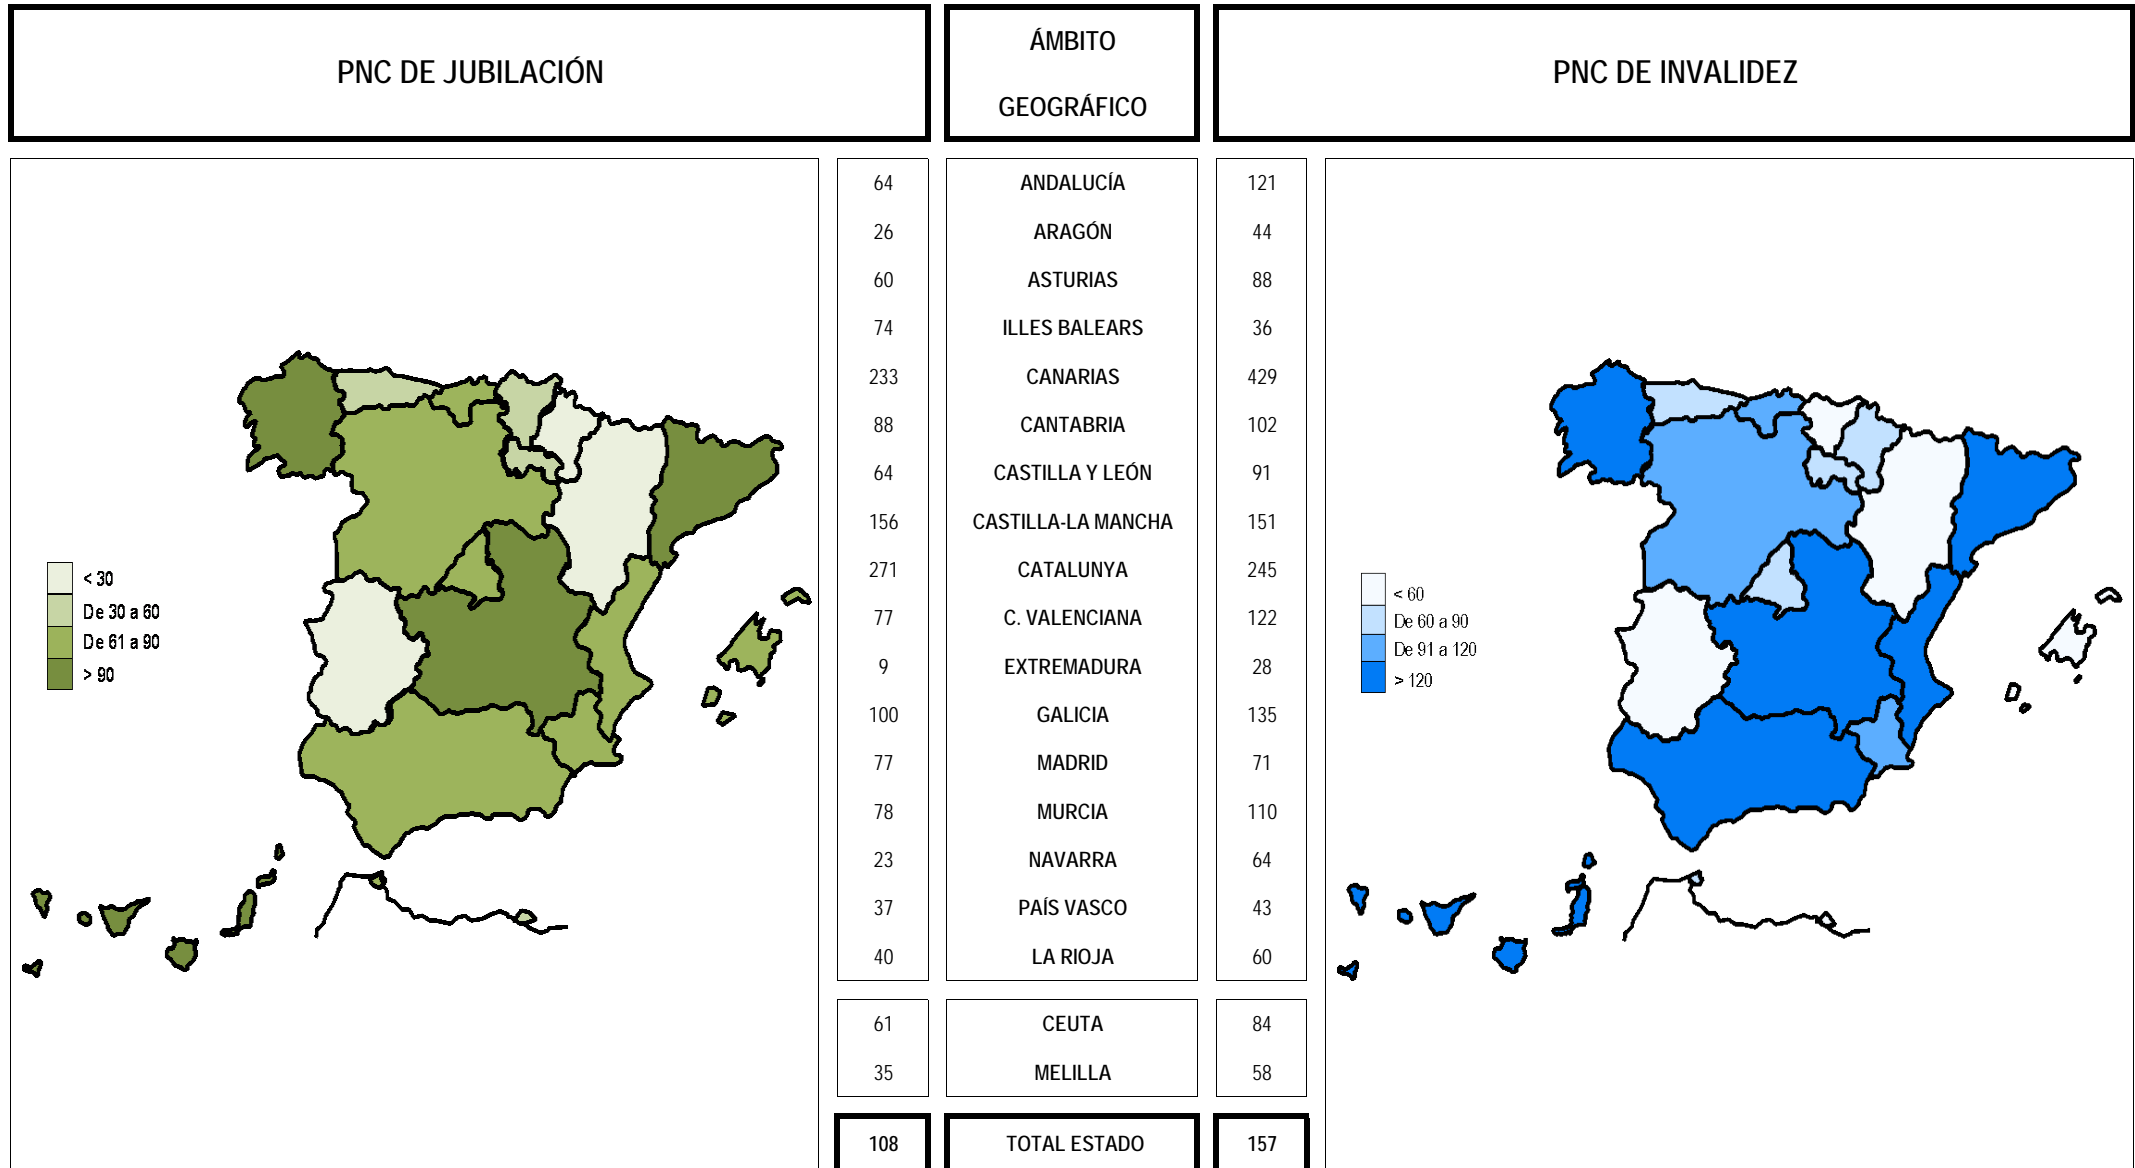 PNC DE JUBILACIÓN
ÁMBITO
GEOGRÁFICO
PNC DE INVALIDEZ
64 ANDALUCÍA 121
26 ARAGÓN 44
60 ASTURIAS 88
74 ILLES BALEARS 36
233 CANARIAS 429
88 CANTABRIA 102
64 CASTILLA Y LEÓN 91
156 CASTILLA-LA MANCHA 151
271 CATALUNYA 245
77 C. VALENCIANA 122
9 EXTREMADURA 28
100 GALICIA 135
77 MADRID 71
78 MURCIA 110
23 NAVARRA 64
37 PAÍS VASCO 43
40 LA RIOJA 60
61 CEUTA 84
35 MELILLA 58
108 TOTAL ESTADO 157
< 30
De 30 a 60
De 61 a 90
> 90
< 60
De 60 a 90
De 91 a 120
> 120